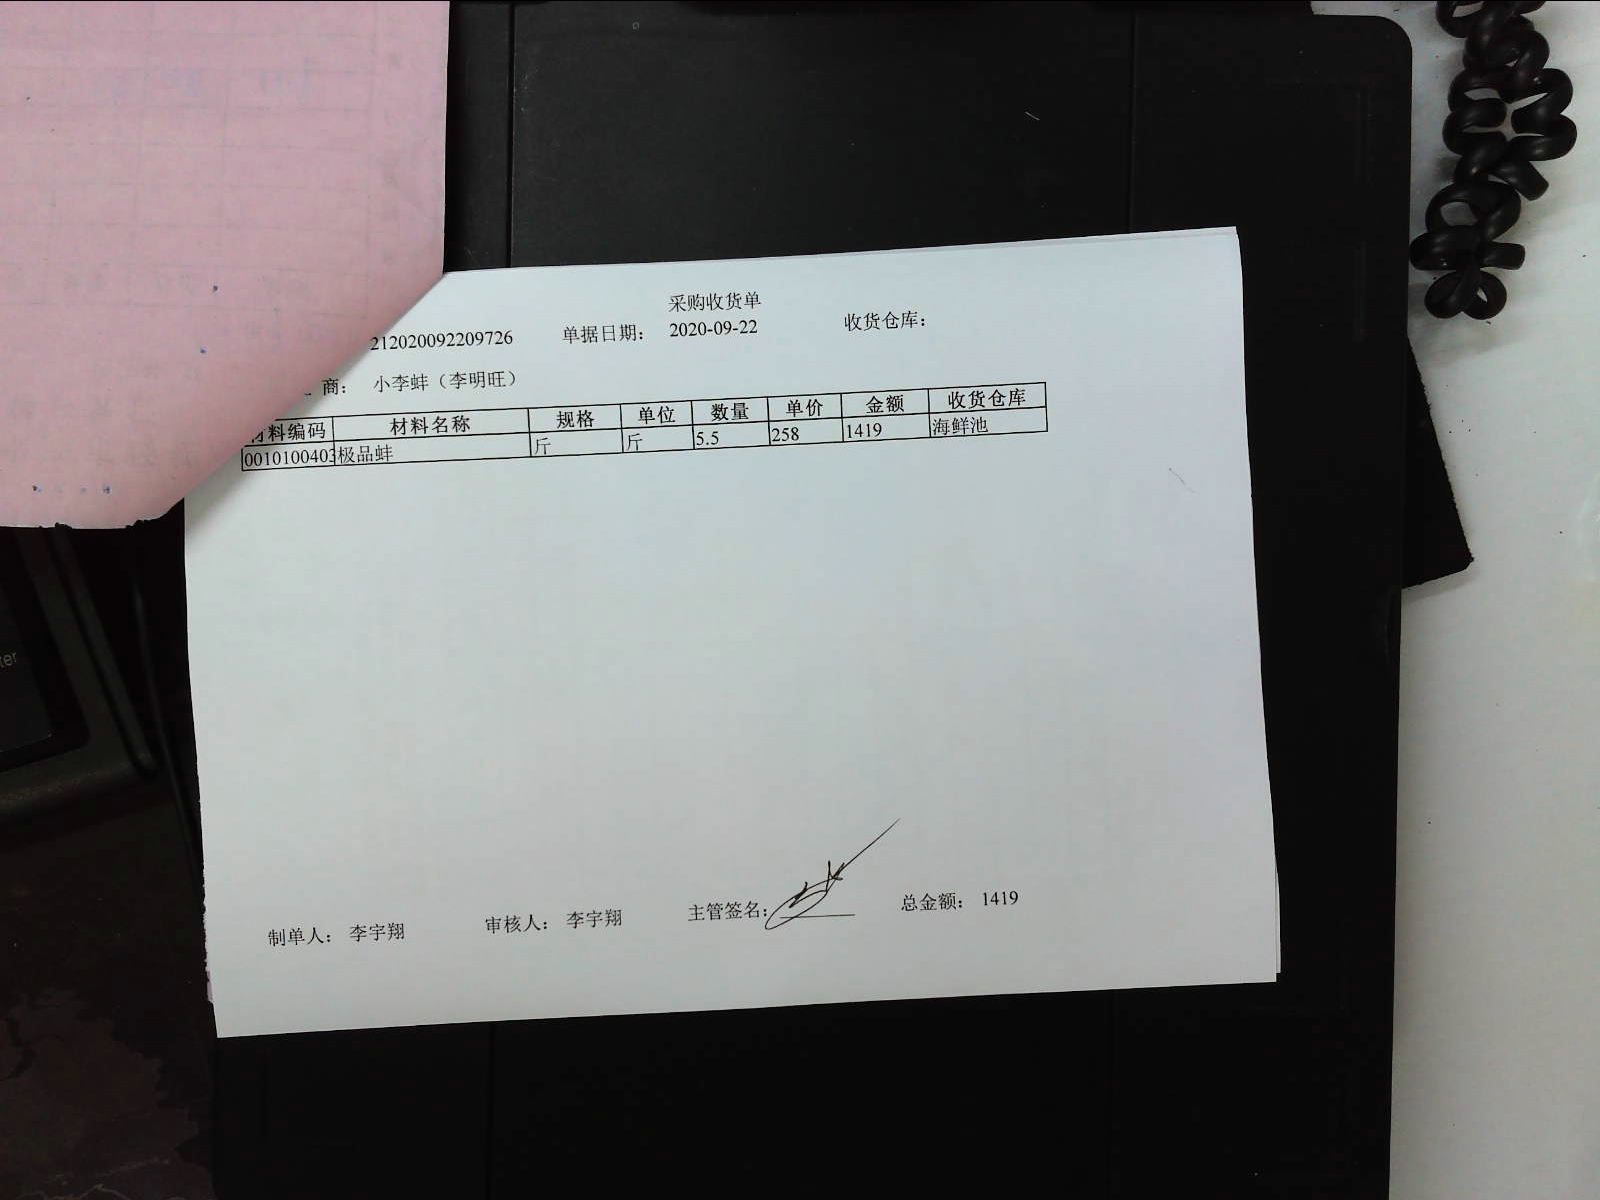 采购收货单
212020092209726 单据日期： 2020-09-22 收货仓库：
商： 小李蚌（李明旺）
材料编码 材料名称 规格 单位 数量 单价 金额 收货仓库
0010100403 极品蚌 斤 斤 5.5 258 1419 海鲜池
制单人： 李宇翔 审核人： 李宇翔 主管签名： 总金额： 1419